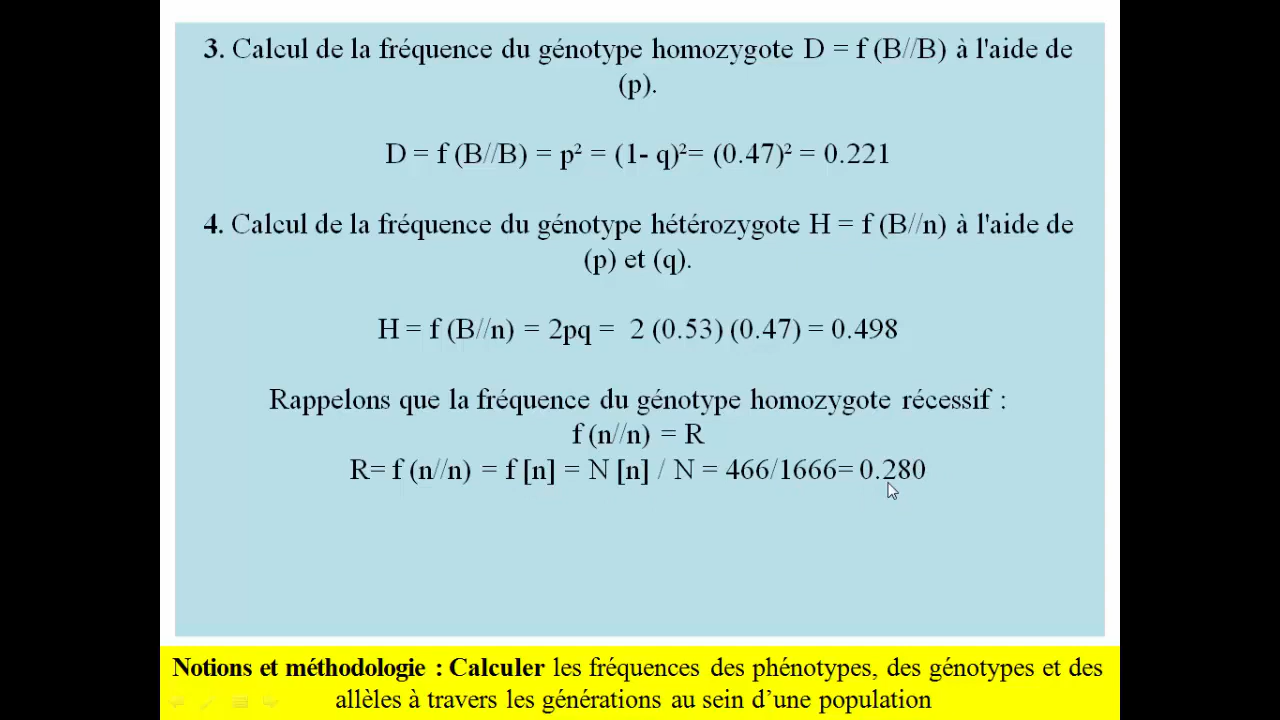 3. Calcul de la fréquence du génotype homozygote D = f (B//B) à l'aide de
(p).
D = f (B//B) = p² = (1- q)²= (0.47)² = 0.221
4. Calcul de la fréquence du génotype hétérozygote H = f (B//n) à l'aide de
(p) et (q).
H = f (B//n) = 2pq = 2 (0.53) (0.47) = 0.498
Rappelons que la fréquence du génotype homozygote récessif :
f (n//n) = R
R= f (n//n) = f [n] = N [n] / N = 466/1666= 0.280
Notions et méthodologie : Calculer les fréquences des phénotypes, des génotypes et des
allèles à travers les générations au sein d’une population